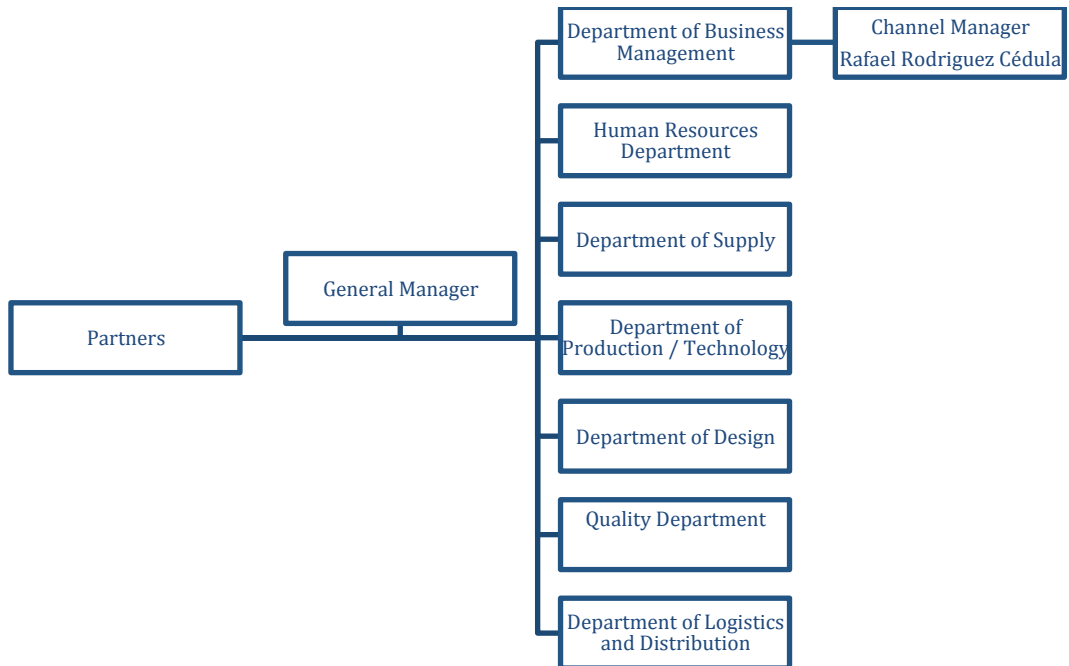 Department of Business
Management
Channel Manager
Rafael Rodriguez Cédula
Human Resources
Department
Department of Supply
General Manager
Partners
Department of
Production / Technology
Department of Design
Quality Department
Department of Logistics
and Distribution